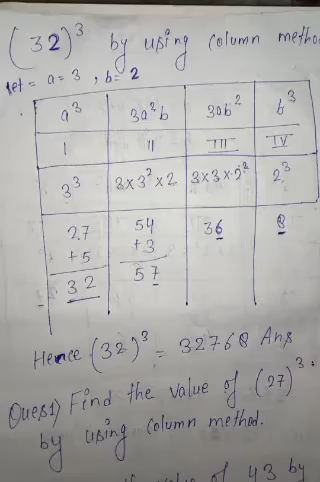 (32)³ by using column metho
let = a = 3 , b = 2
a³ 3a²b 3ab² b³
I II III IV
3³ 3×3²×2 3×3×2² 2³
27 54 36 8
+5 +3
32 57
Hence (32)³ = 32768 Ans
Ques1) Find the value of (27)³.
by using column method.
of 43 by